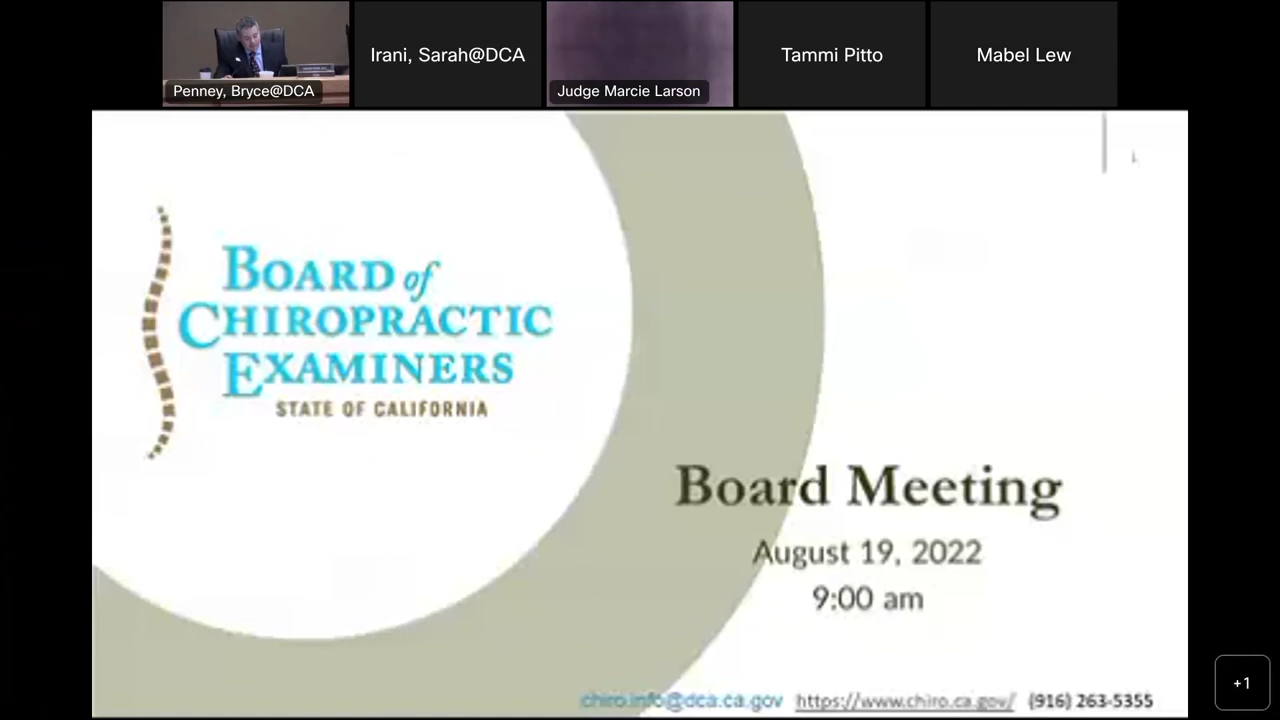 Penney, Bryce@DCA
Irani, Sarah@DCA
Judge Marcie Larson
Tammi Pitto
Mabel Lew
BOARD of
CHIROPRACTIC
EXAMINERS
STATE OF CALIFORNIA
Board Meeting
August 19, 2022
9:00 am
chiro.info@dca.ca.gov https://www.chiro.ca.gov/ (916) 263-5355
+1